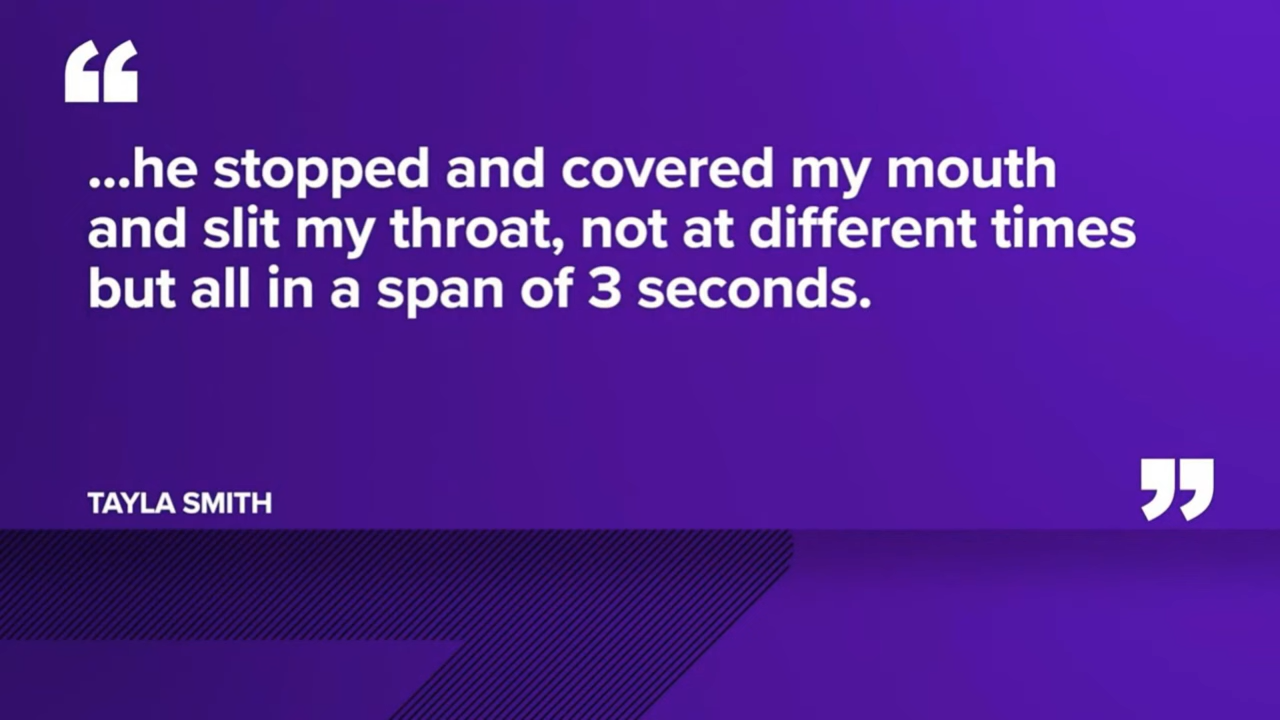 “
...he stopped and covered my mouth
and slit my throat, not at different times
but all in a span of 3 seconds.
TAYLA SMITH
”